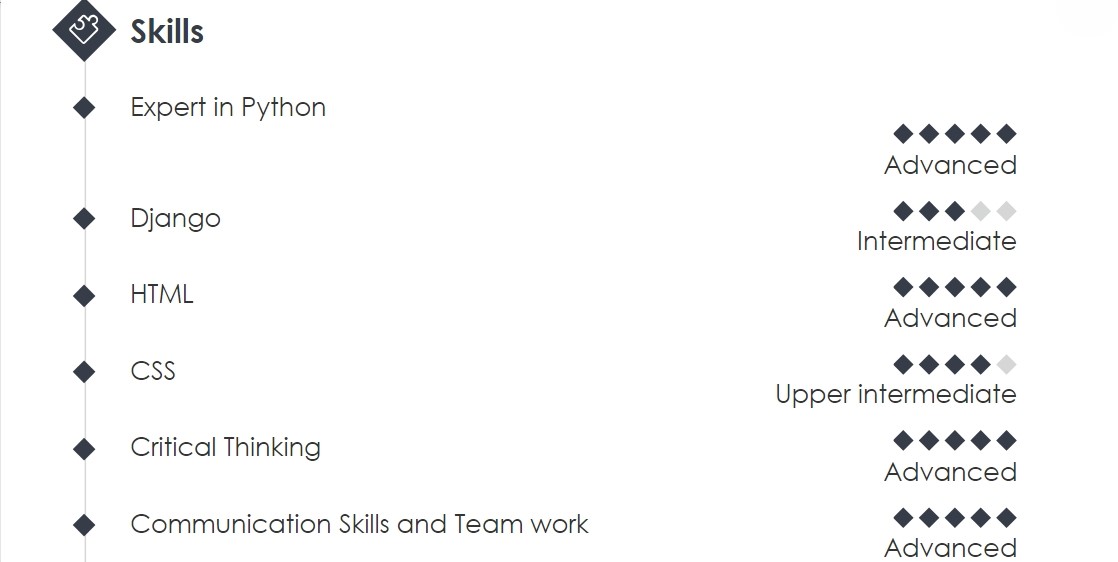 Skills
Expert in Python
Advanced
Django
Intermediate
HTML
Advanced
CSS
Upper intermediate
Critical Thinking
Advanced
Communication Skills and Team work
Advanced